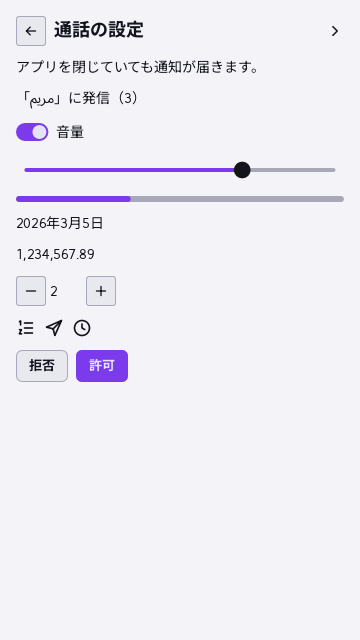 通話の設定
アプリを閉じていても通知が届きます。
「مريم」に発信（3）
音量
2026年3月5日
1,234,567.89
2
拒否
許可